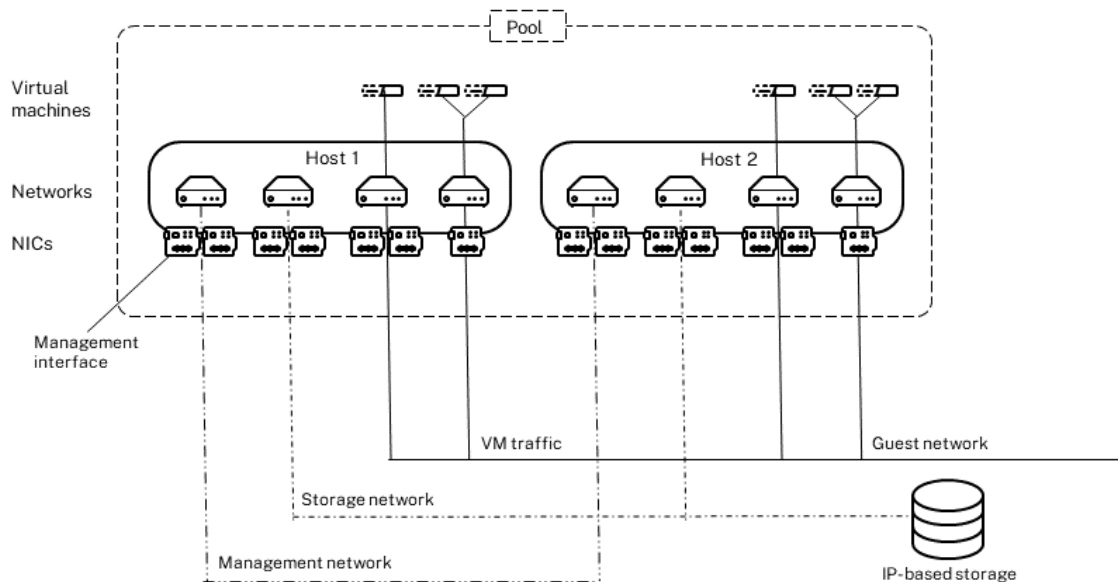 Pool
Virtual
machines
Host 1
Host 2
Networks
NICs
Management
interface
VM traffic
Guest network
Storage network
Management network
IP-based storage